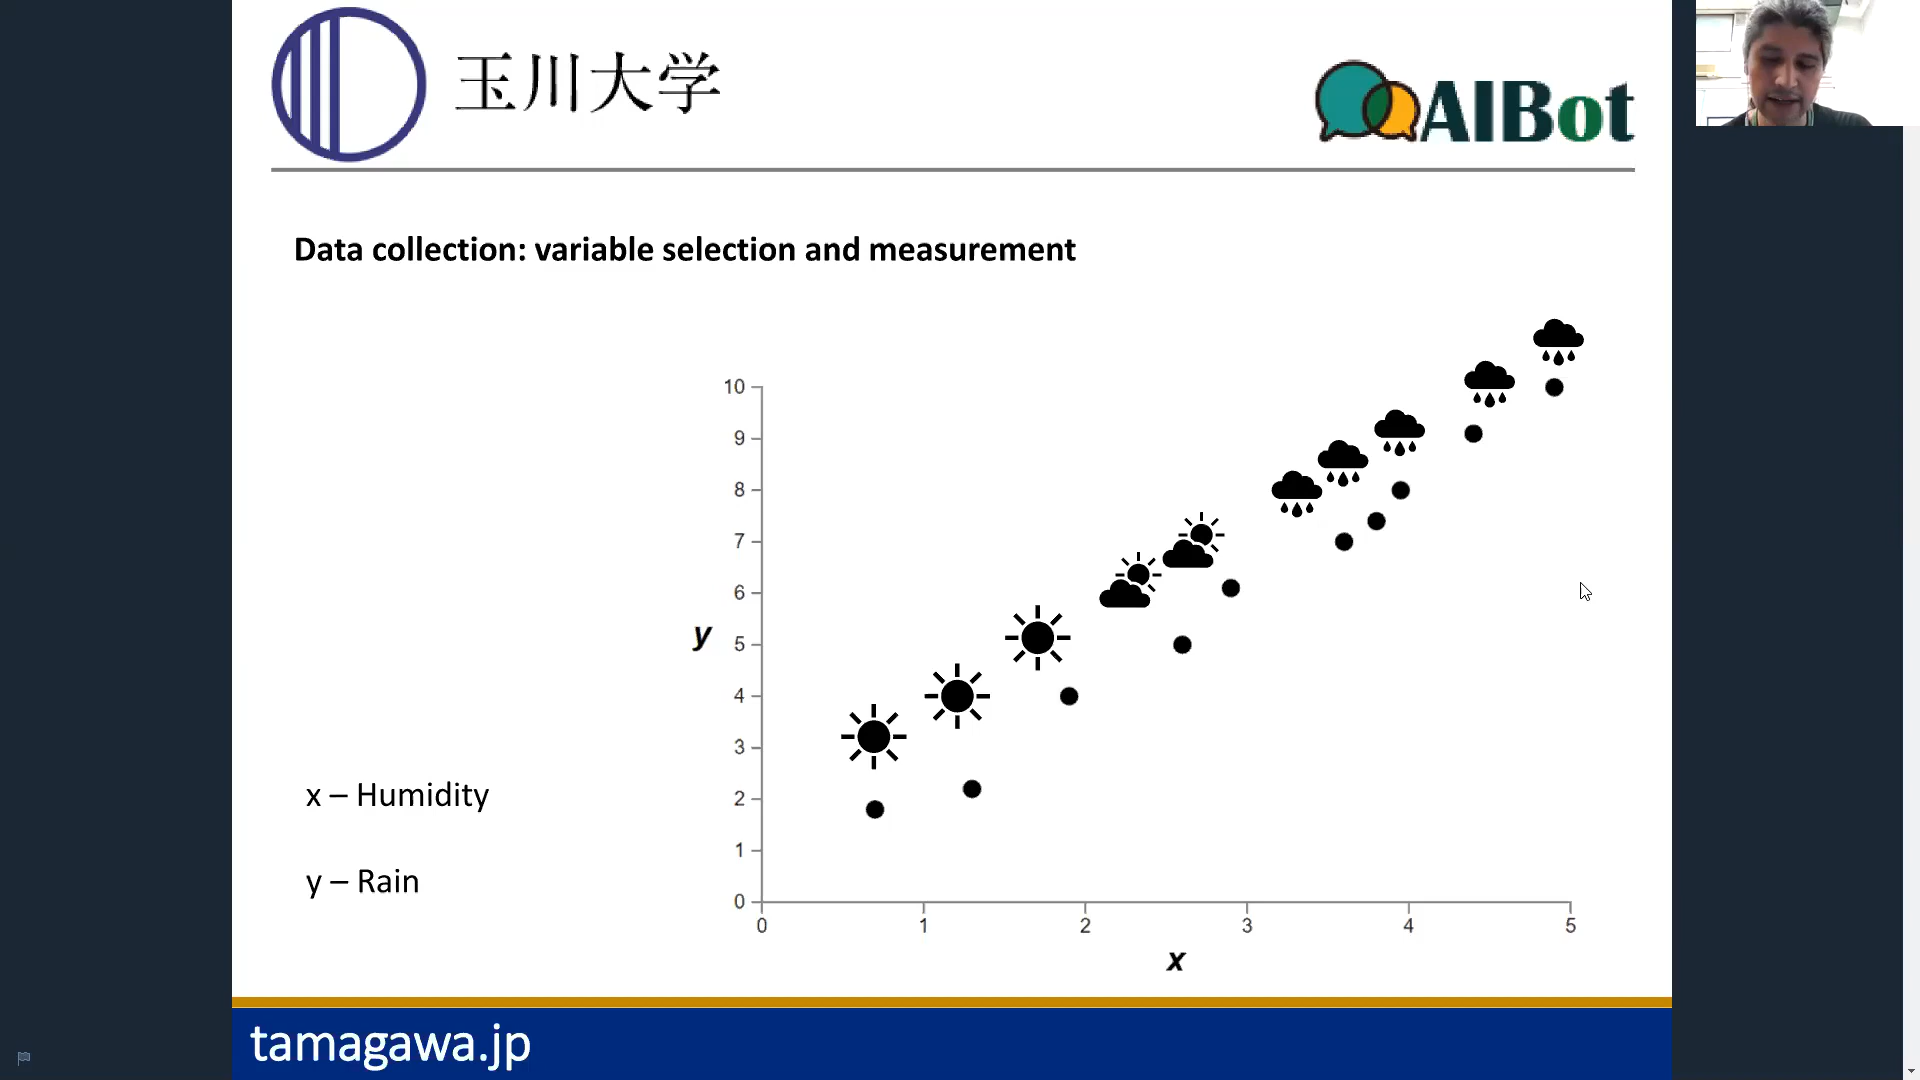 玉川大学
AIBot
Data collection: variable selection and measurement
10
9
8
7
6
y
5
4
3
x – Humidity
2
1
y – Rain
0
0 1 2 3 4 5
x
tamagawa.jp